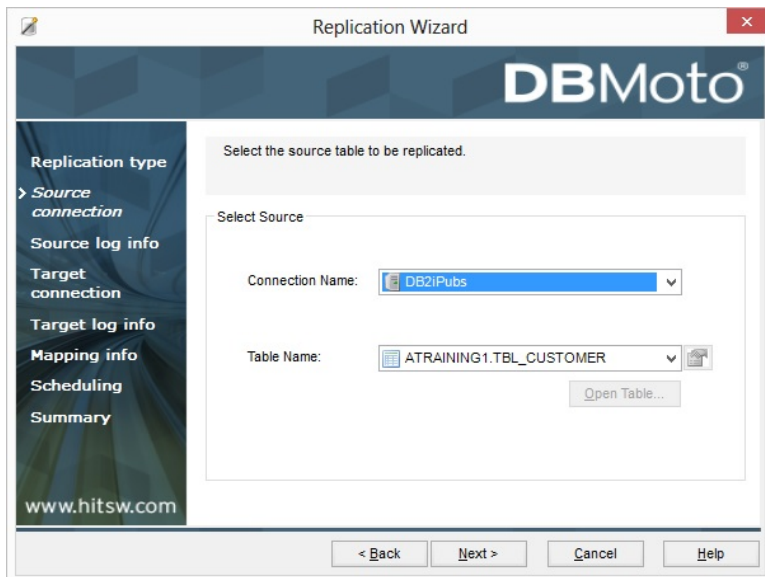 Replication Wizard
DBMoto®
Replication type
Source
connection
Source log info
Target
connection
Target log info
Mapping info
Scheduling
Summary
www.hitsw.com
Select the source table to be replicated.
Select Source
Connection Name: DB2iPubs
Table Name: ATRAINING1.TBL_CUSTOMER
Open Table...
< Back Next > Cancel Help